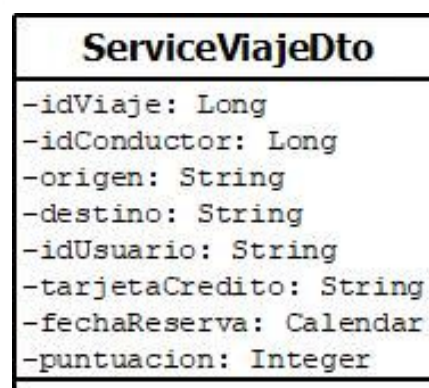 ServiceViajeDto
-idViaje: Long
-idConductor: Long
-origen: String
-destino: String
-idUsuario: String
-tarjetaCredito: String
-fechaReserva: Calendar
-puntuacion: Integer